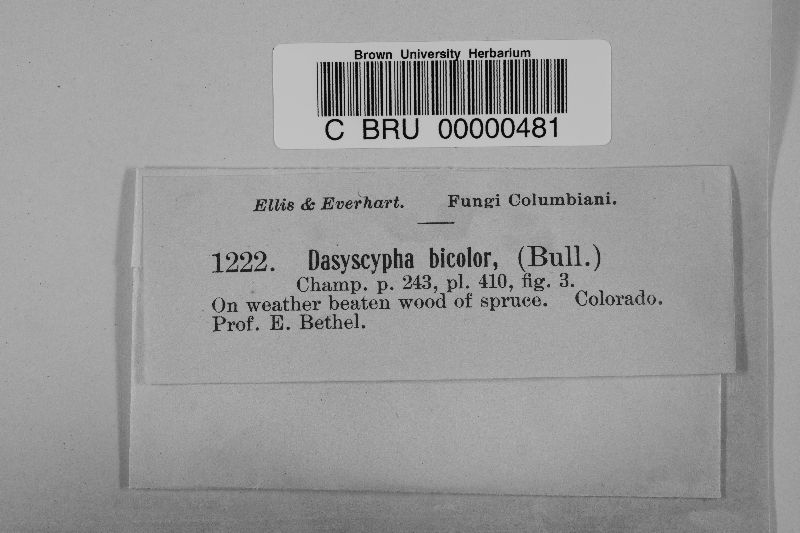 Brown University Herbarium
C BRU 00000481
Ellis & Everhart. Fungi Columbiani.
1222. Dasyscypha bicolor, (Bull.)
Champ. p. 243, pl. 410, fig. 3.
On weather beaten wood of spruce. Colorado.
Prof. E. Bethel.